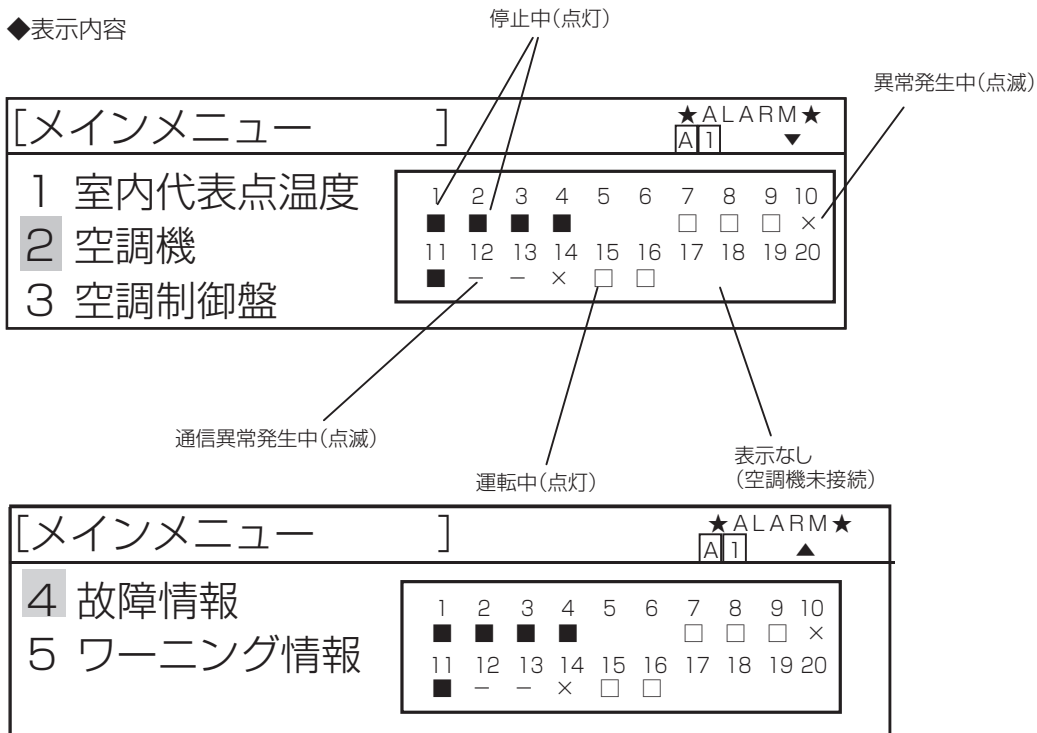 ◆表示内容
停止中(点灯)
異常発生中(点滅)
[メインメニュー ]
★ALARM★
A 1 ▼
1 室内代表点温度
2 空調機
3 空調制御盤
1 2 3 4 5 6 7 8 9 10
■ ■ ■ ■ □ □ □ ×
11 12 13 14 15 16 17 18 19 20
■ − − × □ □
通信異常発生中(点滅)
運転中(点灯)
表示なし
(空調機未接続)
[メインメニュー ]
★ALARM★
A 1 ▲
4 故障情報
5 ワーニング情報
1 2 3 4 5 6 7 8 9 10
■ ■ ■ ■ □ □ □ ×
11 12 13 14 15 16 17 18 19 20
■ − − × □ □